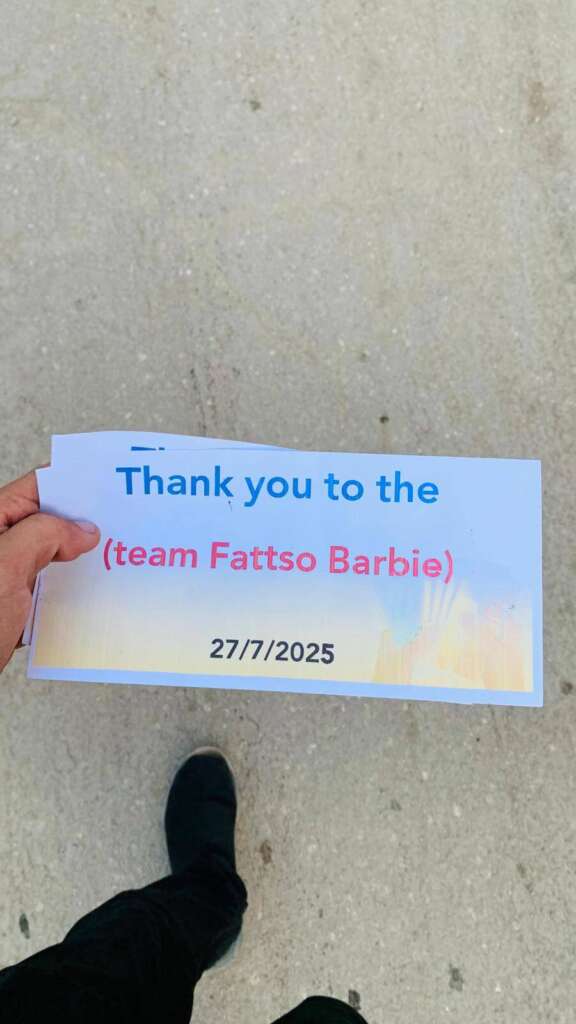 Thank you to the
(team Fattso Barbie)
27/7/2025